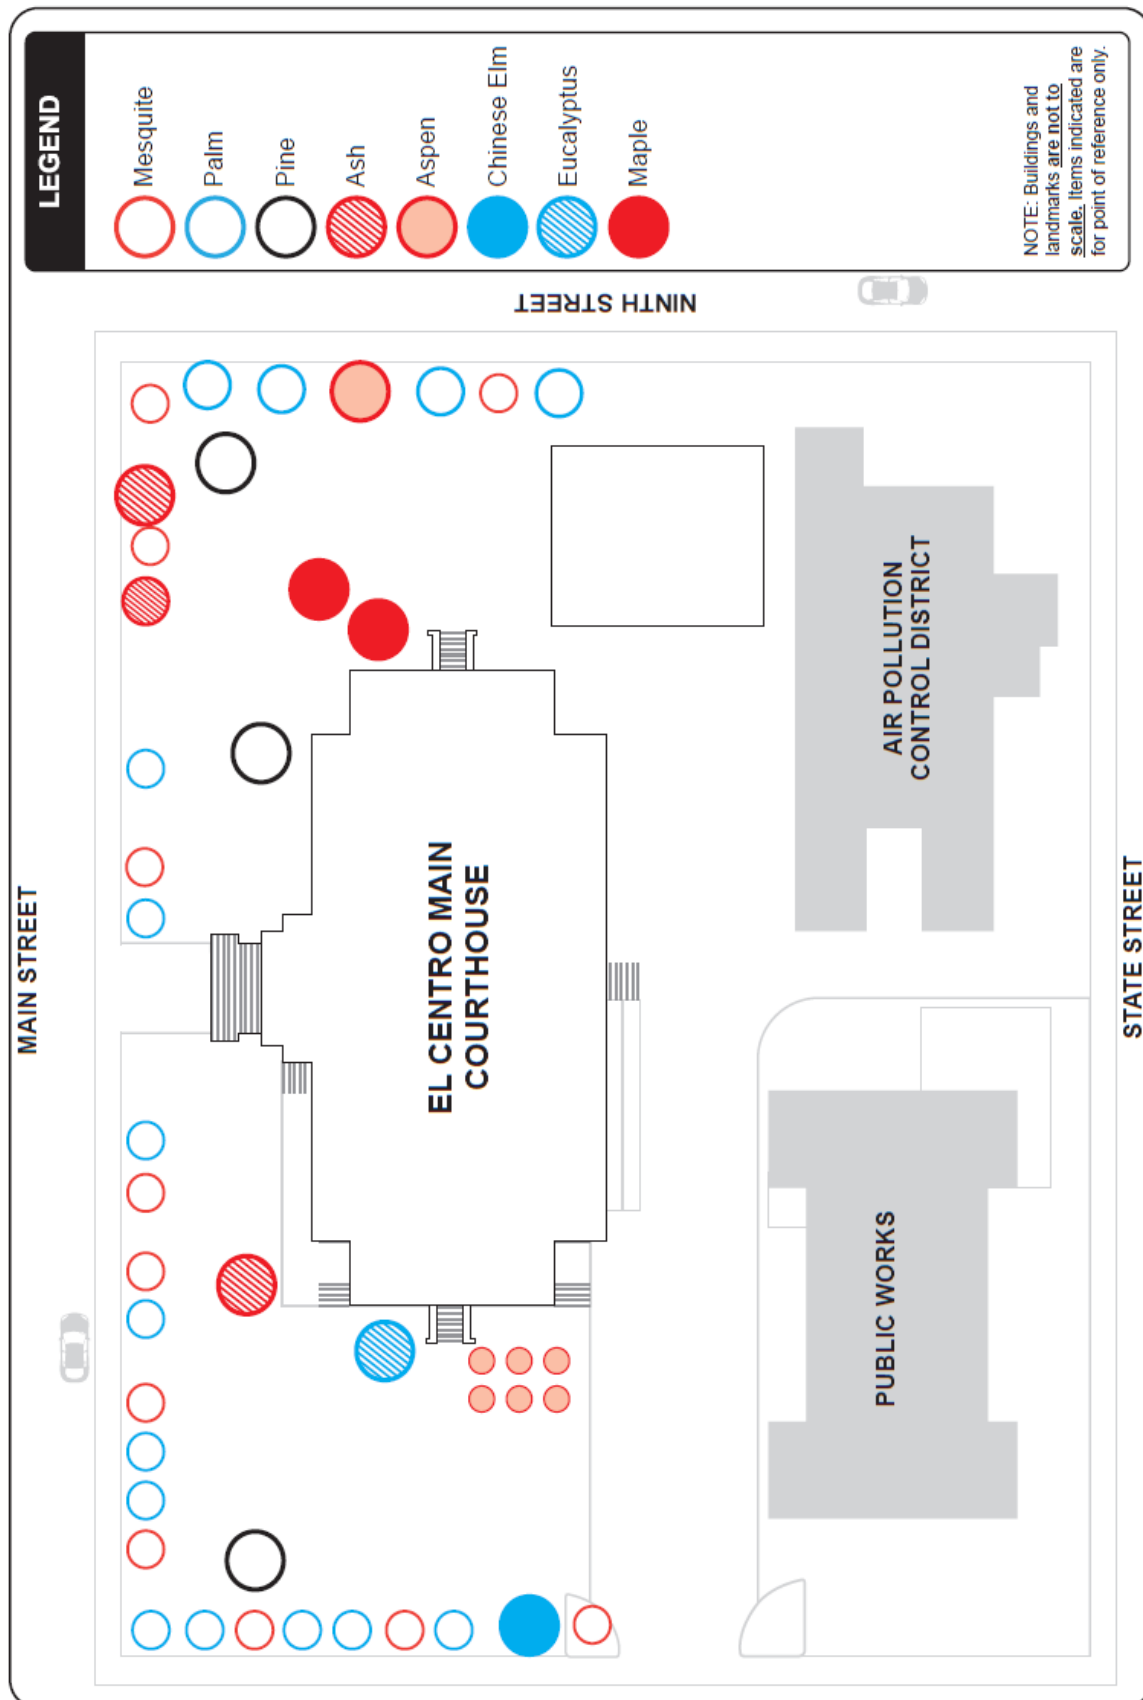 LEGEND
Mesquite
Palm
Pine
Ash
Aspen
Chinese Elm
Eucalyptus
Maple
NOTE: Buildings and
landmarks are not to
scale. Items indicated are
for point of reference only.
NINTH STREET
MAIN STREET
EL CENTRO MAIN
COURTHOUSE
AIR POLLUTION
CONTROL DISTRICT
PUBLIC WORKS
STATE STREET